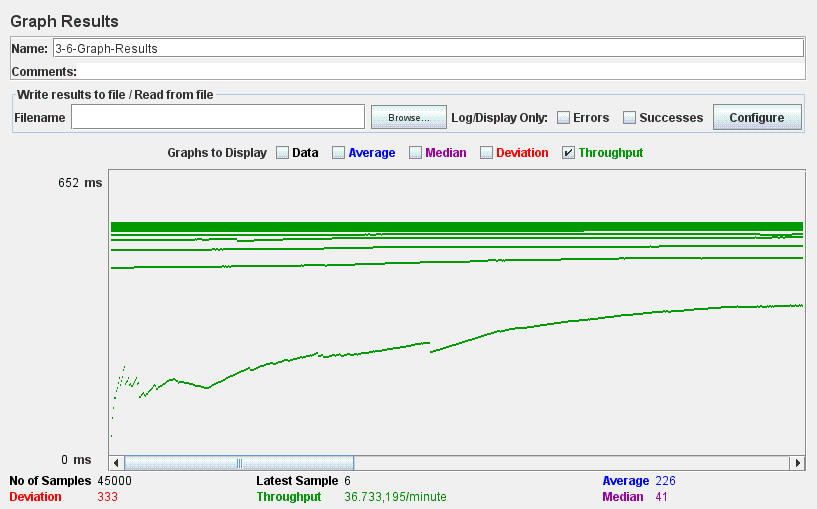 Graph Results
Name: 3-6-Graph-Results
Comments:
Write results to file / Read from file
Filename Browse... Log/Display Only: Errors Successes Configure
Graphs to Display Data Average Median Deviation Throughput
652 ms
0 ms
No of Samples 45000 Latest Sample 6 Average 226
Deviation 333 Throughput 36.733,195/minute Median 41